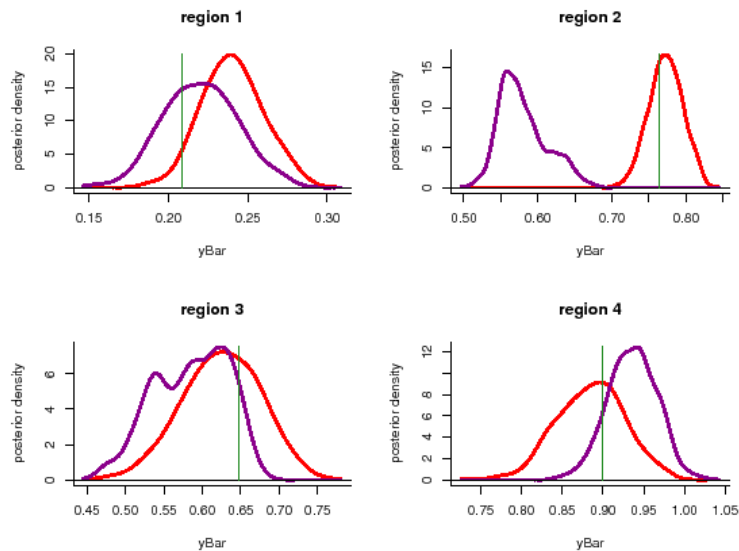 region 1
posterior density
20
15
10
5
0
0.15 0.20 0.25 0.30
yBar
region 2
posterior density
15
10
5
0
0.50 0.60 0.70 0.80
yBar
region 3
posterior density
6
4
2
0
0.45 0.50 0.55 0.60 0.65 0.70 0.75
yBar
region 4
posterior density
12
8
6
4
2
0
0.75 0.80 0.85 0.90 0.95 1.00 1.05
yBar